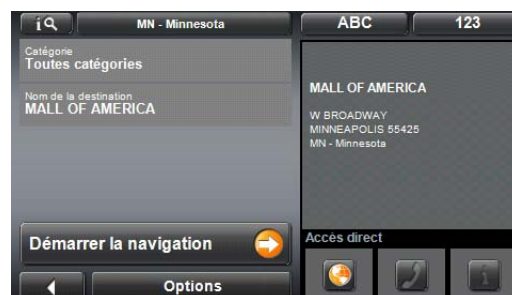 MN - Minnesota
ABC
123
Catégorie
Toutes catégories
Nom de la destination
MALL OF AMERICA
MALL OF AMERICA
W BROADWAY
MINNEAPOLIS 55425
MN - Minnesota
Démarrer la navigation
Accès direct
Options